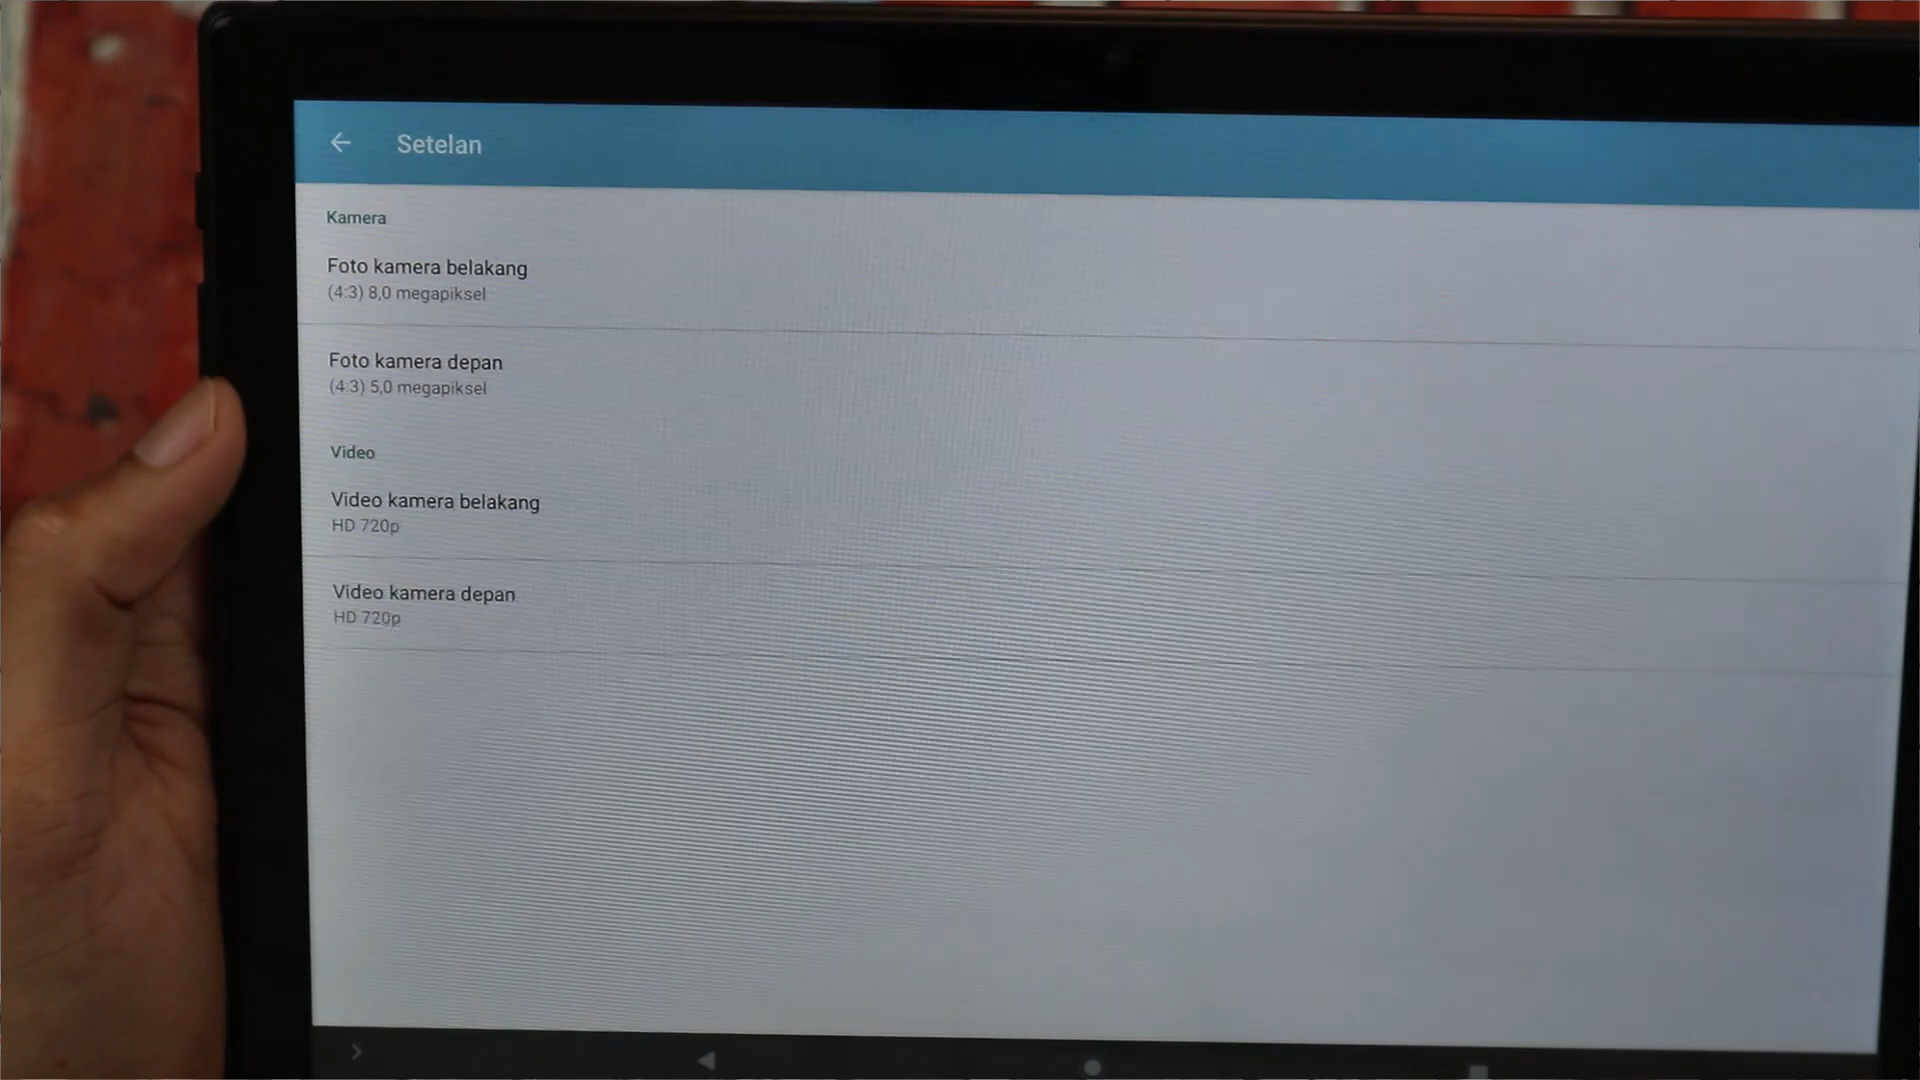 Setelan
Kamera
Foto kamera belakang
(4:3) 8,0 megapiksel
Foto kamera depan
(4:3) 5,0 megapiksel
Video
Video kamera belakang
HD 720p
Video kamera depan
HD 720p